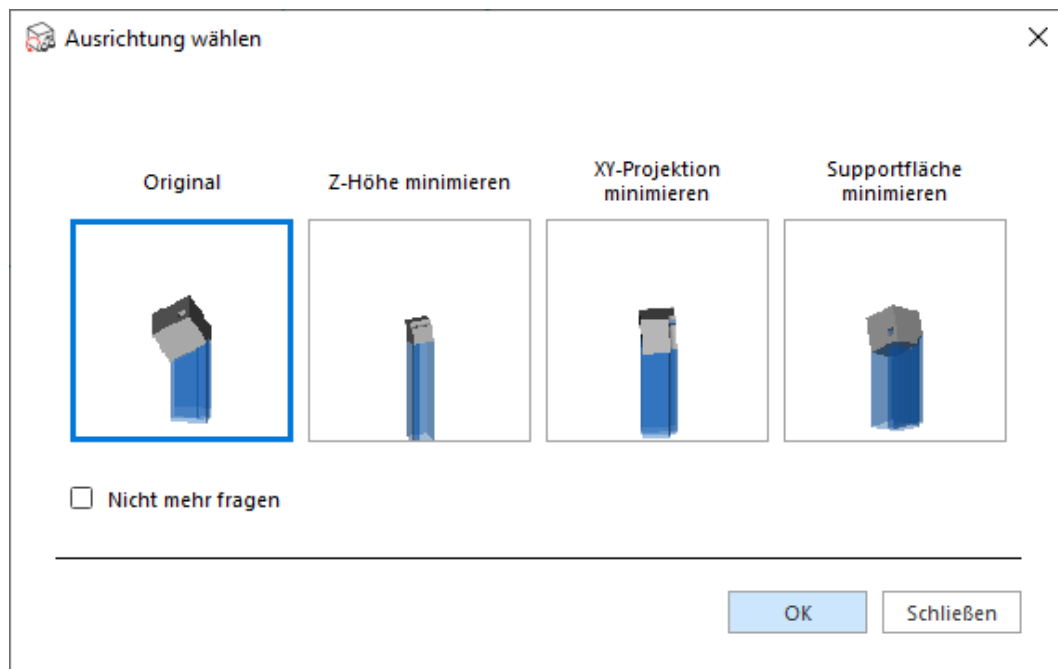 Ausrichtung wählen
Original
Z-Höhe minimieren
XY-Projektion
minimieren
Supportfläche
minimieren
Nicht mehr fragen
OK
Schließen